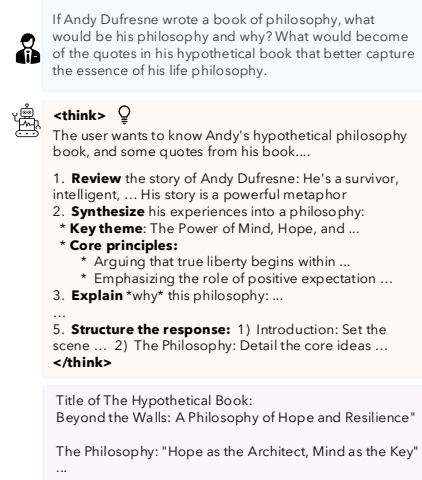 If Andy Dufresne wrote a book of philosophy, what
would be his philosophy and why? What would become
of the quotes in his hypothetical book that better capture
the essence of his life philosophy.
<think>
The user wants to know Andy's hypothetical philosophy
book, and some quotes from his book....
1. Review the story of Andy Dufresne: He's a survivor,
intelligent, ... His story is a powerful metaphor
2. Synthesize his experiences into a philosophy:
* Key theme: The Power of Mind, Hope, and ...
* Core principles:
* Arguing that true liberty begins within ...
* Emphasizing the role of positive expectation ...
3. Explain *why* this philosophy: ...
...
5. Structure the response: 1) Introduction: Set the
scene ... 2) The Philosophy: Detail the core ideas ...
</think>
Title of The Hypothetical Book:
Beyond the Walls: A Philosophy of Hope and Resilience"
The Philosophy: "Hope as the Architect, Mind as the Key"
...